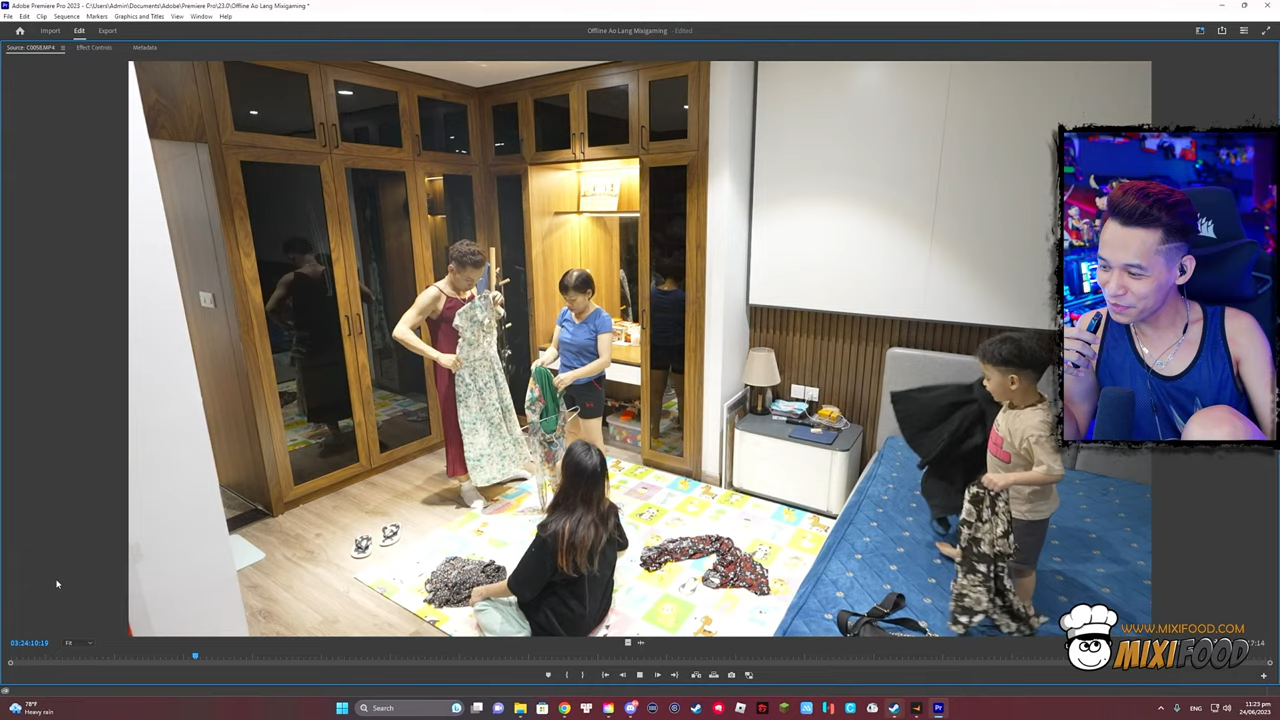 Adobe Premiere Pro 2023 - C:\Users\Admin\Documents\Adobe\Premiere Pro\23.0\Offline Ao Lang Mixigaming *
File Edit Clip Sequence Markers Graphics and Titles View Window Help
Import Edit Export Offline Ao Lang Mixigaming - Edited
Source: C0058.MP4 Effect Controls Metadata
WWW.MIXIFOOD.COM
MIXIFOOD
03:24:10:19 Fit 17:14
78°F
Heavy rain
Search
ENG
11:23 pm
24/06/2023